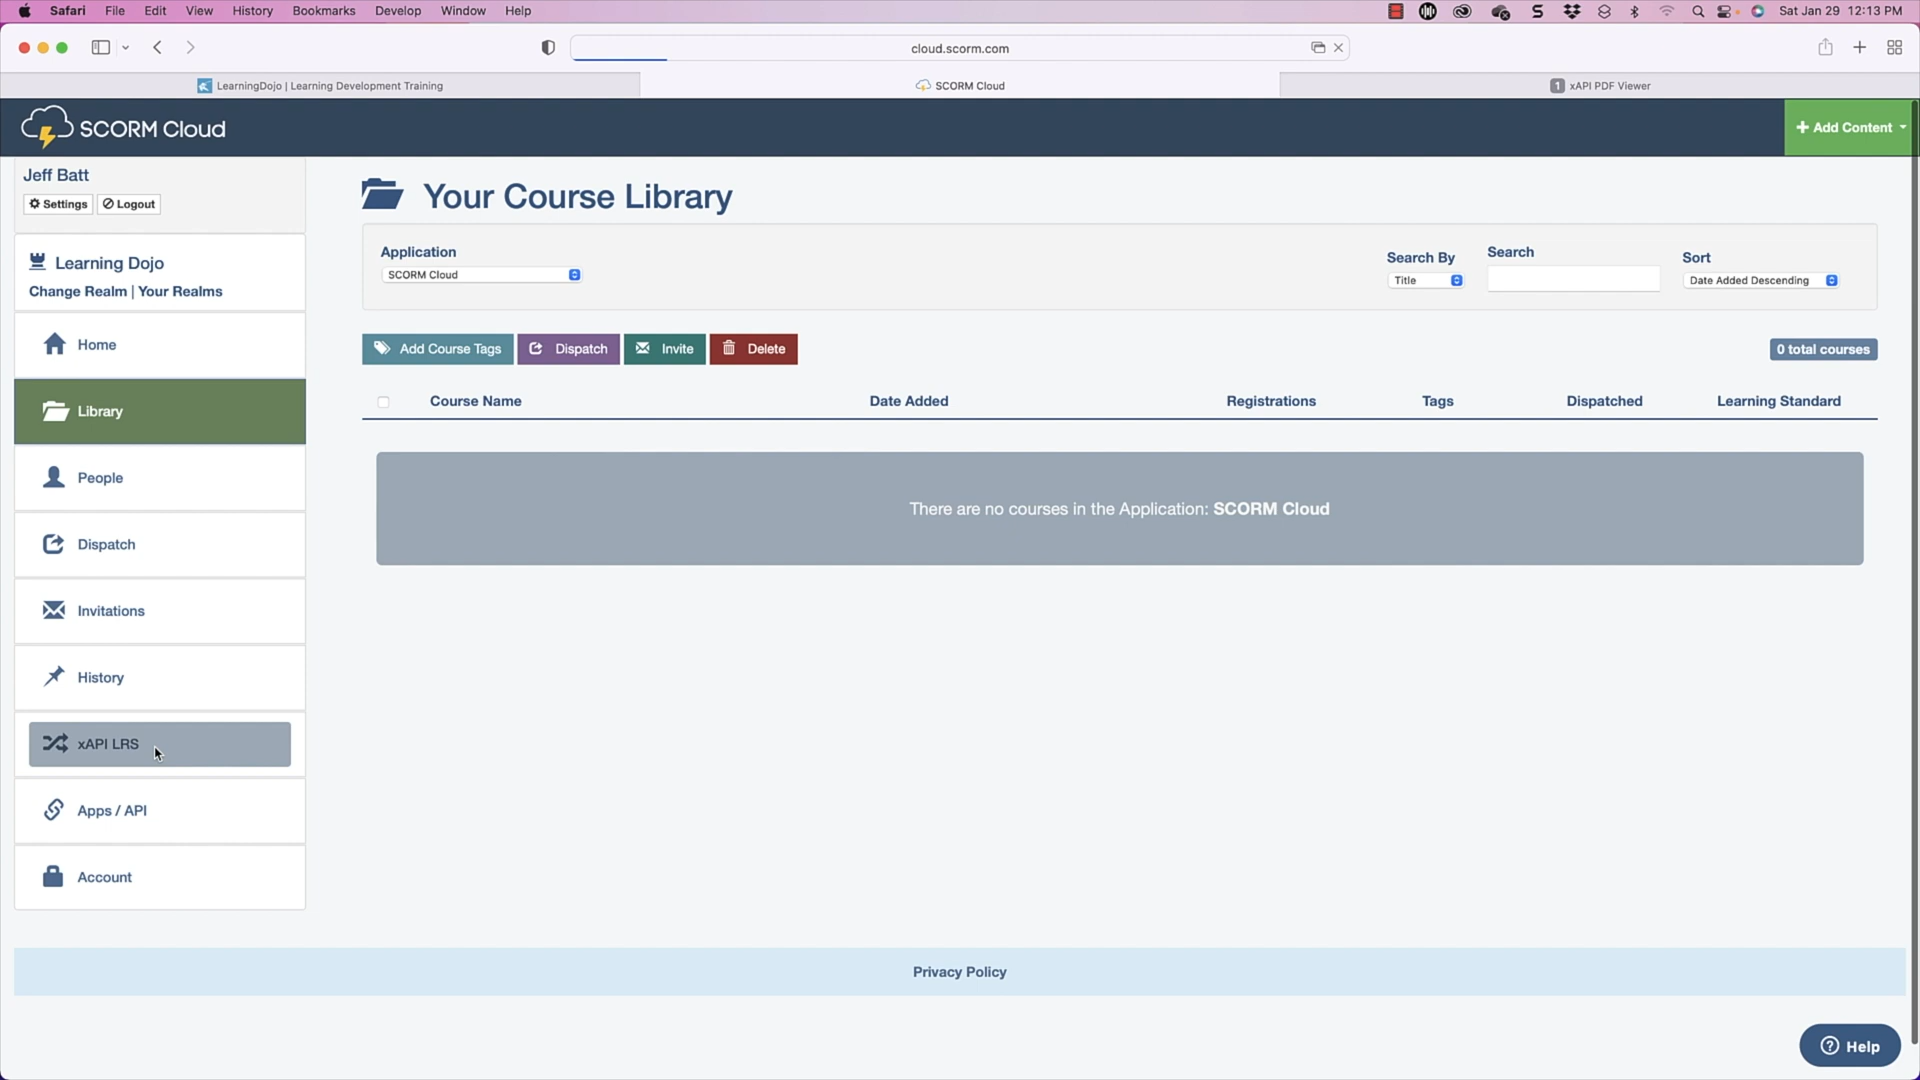 Safari File Edit View History Bookmarks Develop Window Help Sat Jan 29 12:13 PM
cloud.scorm.com
LearningDojo | Learning Development Training SCORM Cloud 1 xAPI PDF Viewer
SCORM Cloud
+ Add Content
Jeff Batt
Settings Logout
Learning Dojo
Change Realm | Your Realms
Home
Library
People
Dispatch
Invitations
History
xAPI LRS
Apps / API
Account
Your Course Library
Application
SCORM Cloud
Search By
Title
Search
Sort
Date Added Descending
Add Course Tags Dispatch Invite Delete 0 total courses
Course Name Date Added Registrations Tags Dispatched Learning Standard
There are no courses in the Application: SCORM Cloud
Privacy Policy
Help